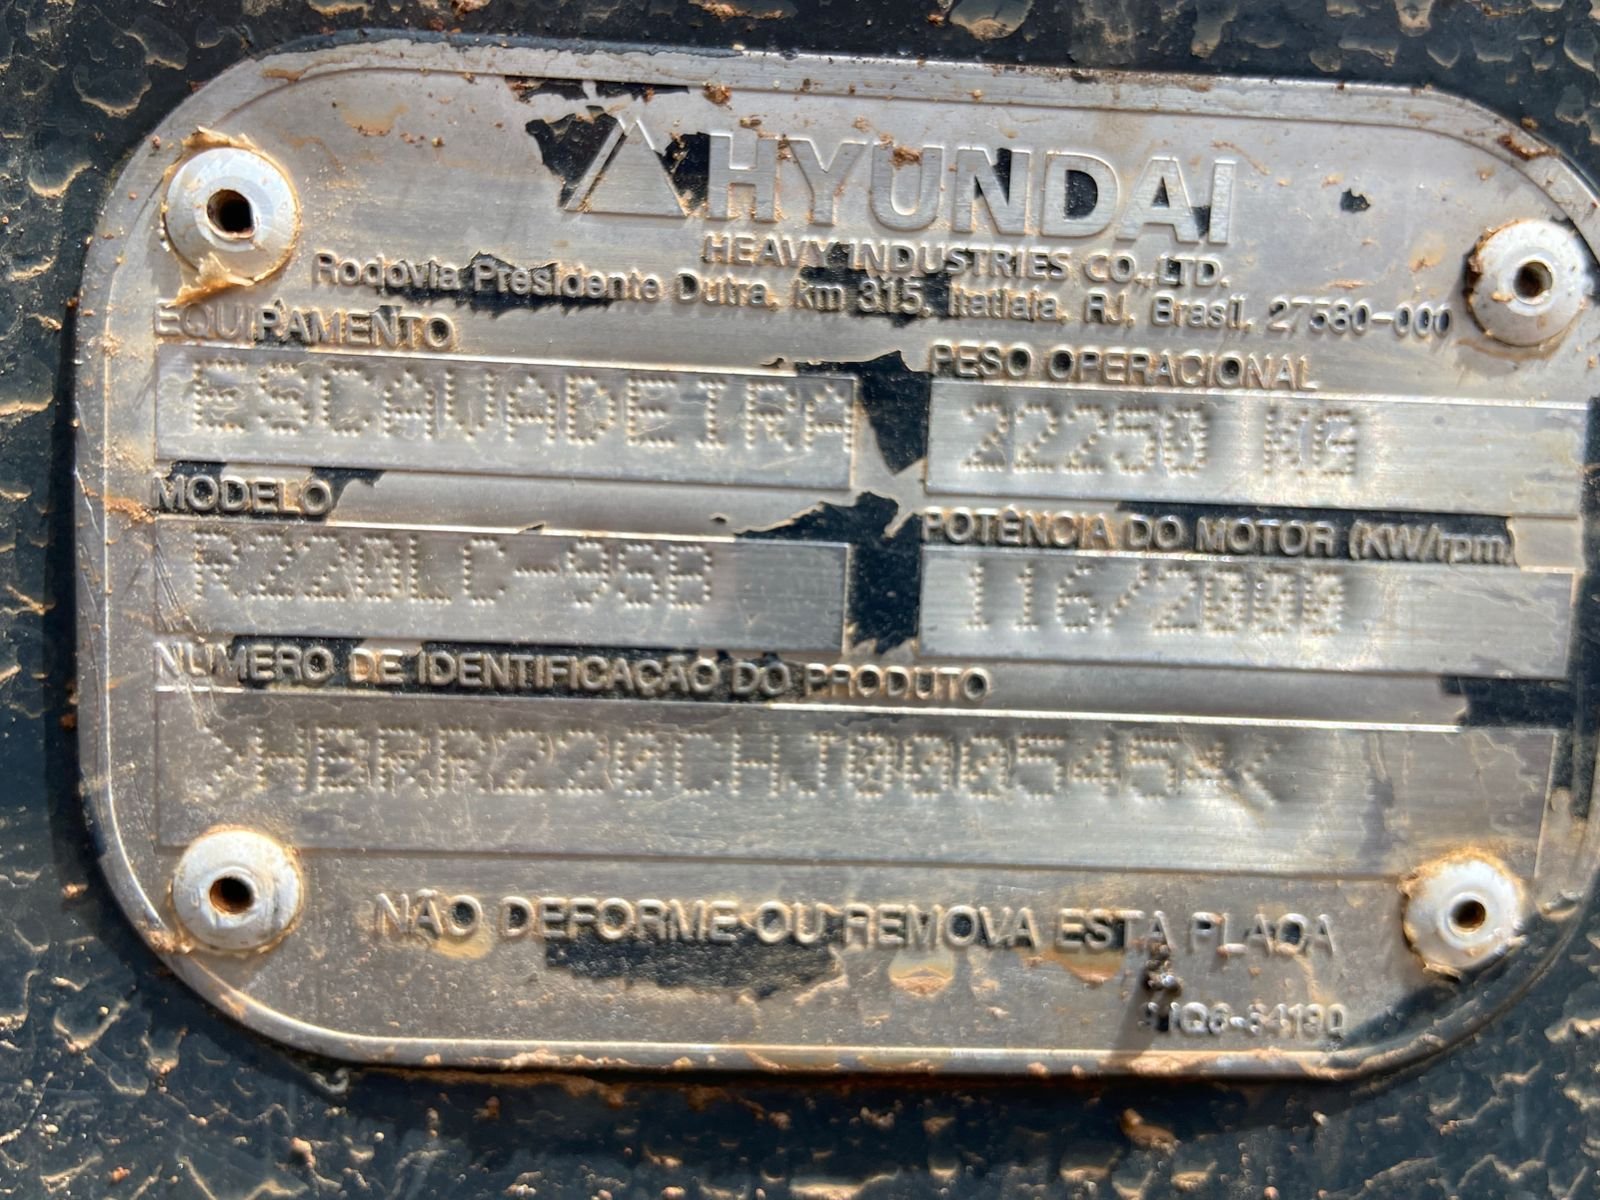 HYUNDAI
HEAVY INDUSTRIES CO., LTD.
Rodovia Presidente Dutra, km 315, Itatiaia, RJ, Brasil, 27580-000
EQUIPAMENTO
ESCAVADEIRA
PESO OPERACIONAL
22250 KG
MODELO
R220LC-9SB
POTÊNCIA DO MOTOR (KW/rpm)
116/2000
NÚMERO DE IDENTIFICAÇÃO DO PRODUTO
>HBRR220CHJ0000545*<
NÃO DEFORME OU REMOVA ESTA PLACA